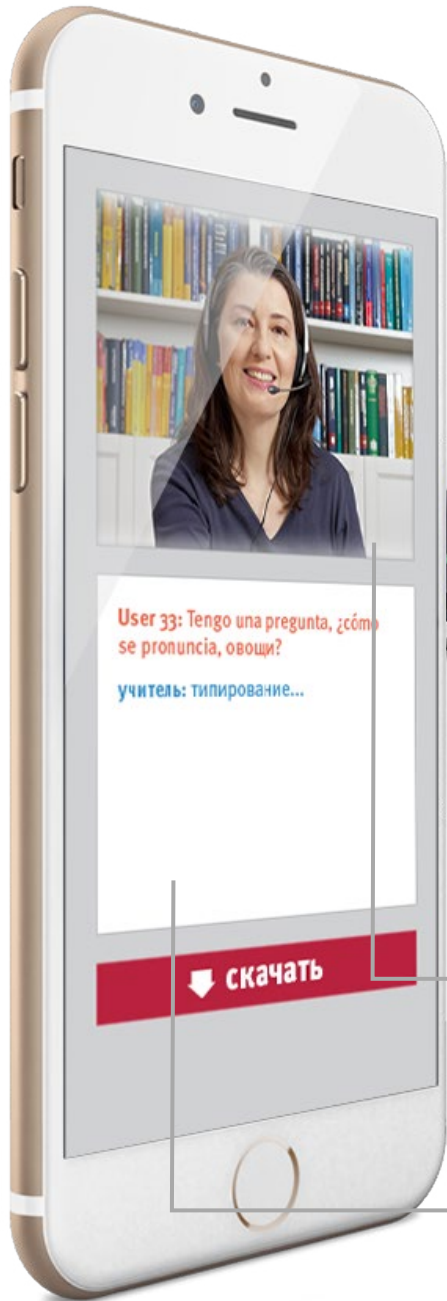 User 33: Tengo una pregunta, ¿cómo
se pronuncia, овощи?
учитель: типирование...
скачать